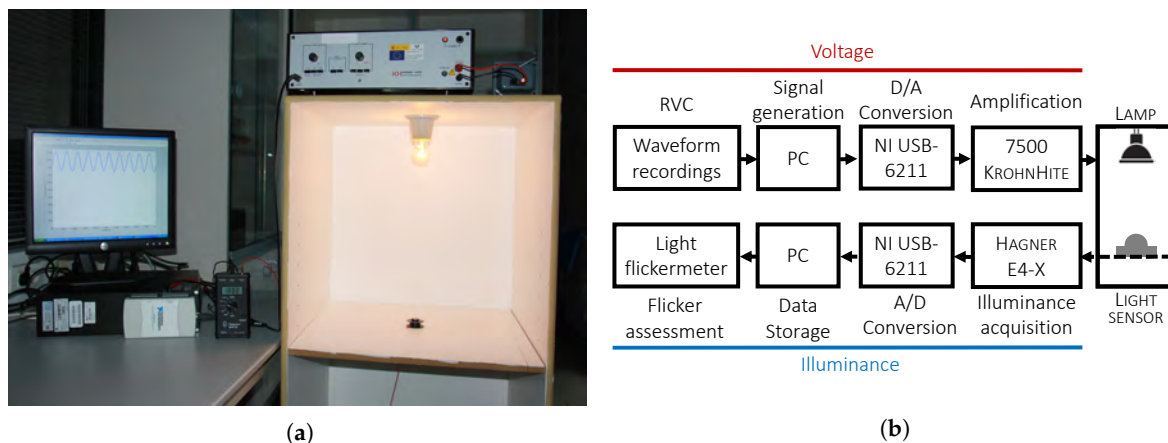 Voltage
RVC
Signal
generation
D/A
Conversion
Amplification
LAMP
Waveform
recordings
PC
NI USB-
6211
7500
KROHNHITE
Light
flickermeter
PC
NI USB-
6211
HAGNER
E4-X
Flicker
assessment
Data
Storage
A/D
Conversion
Illuminance
acquisition
LIGHT
SENSOR
Illuminance
(a)
(b)